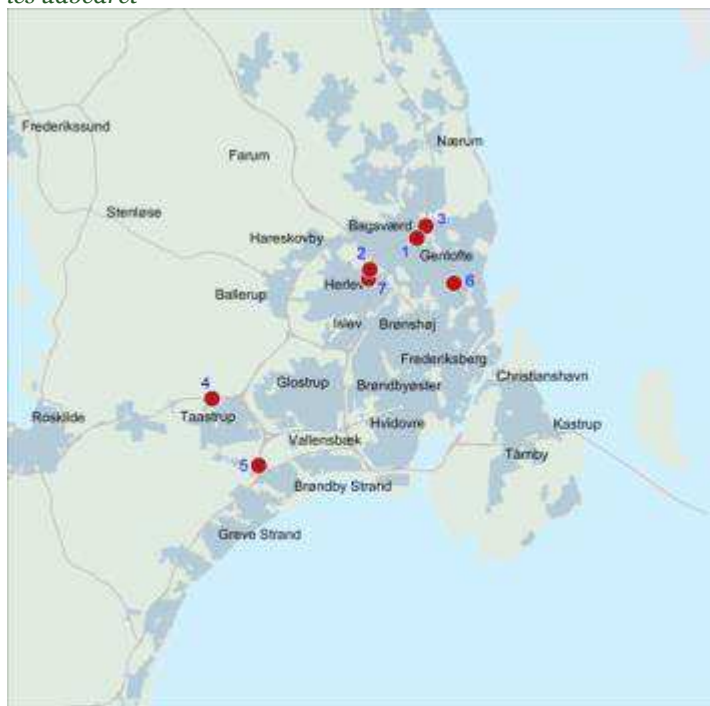 Nærum
Frederikssund
Farum
Stenløse
Bagsværd
3
Hareskovby
1
Gentofte
2
Herlev
6
Ballerup
7
Islev
Brønshøj
Frederiksberg
Christianshavn
4
Glostrup
Brøndbyøster
Roskilde
Taastrup
Hvidovre
Kastrup
Vallensbæk
Tårnby
5
Brøndby Strand
Greve Strand